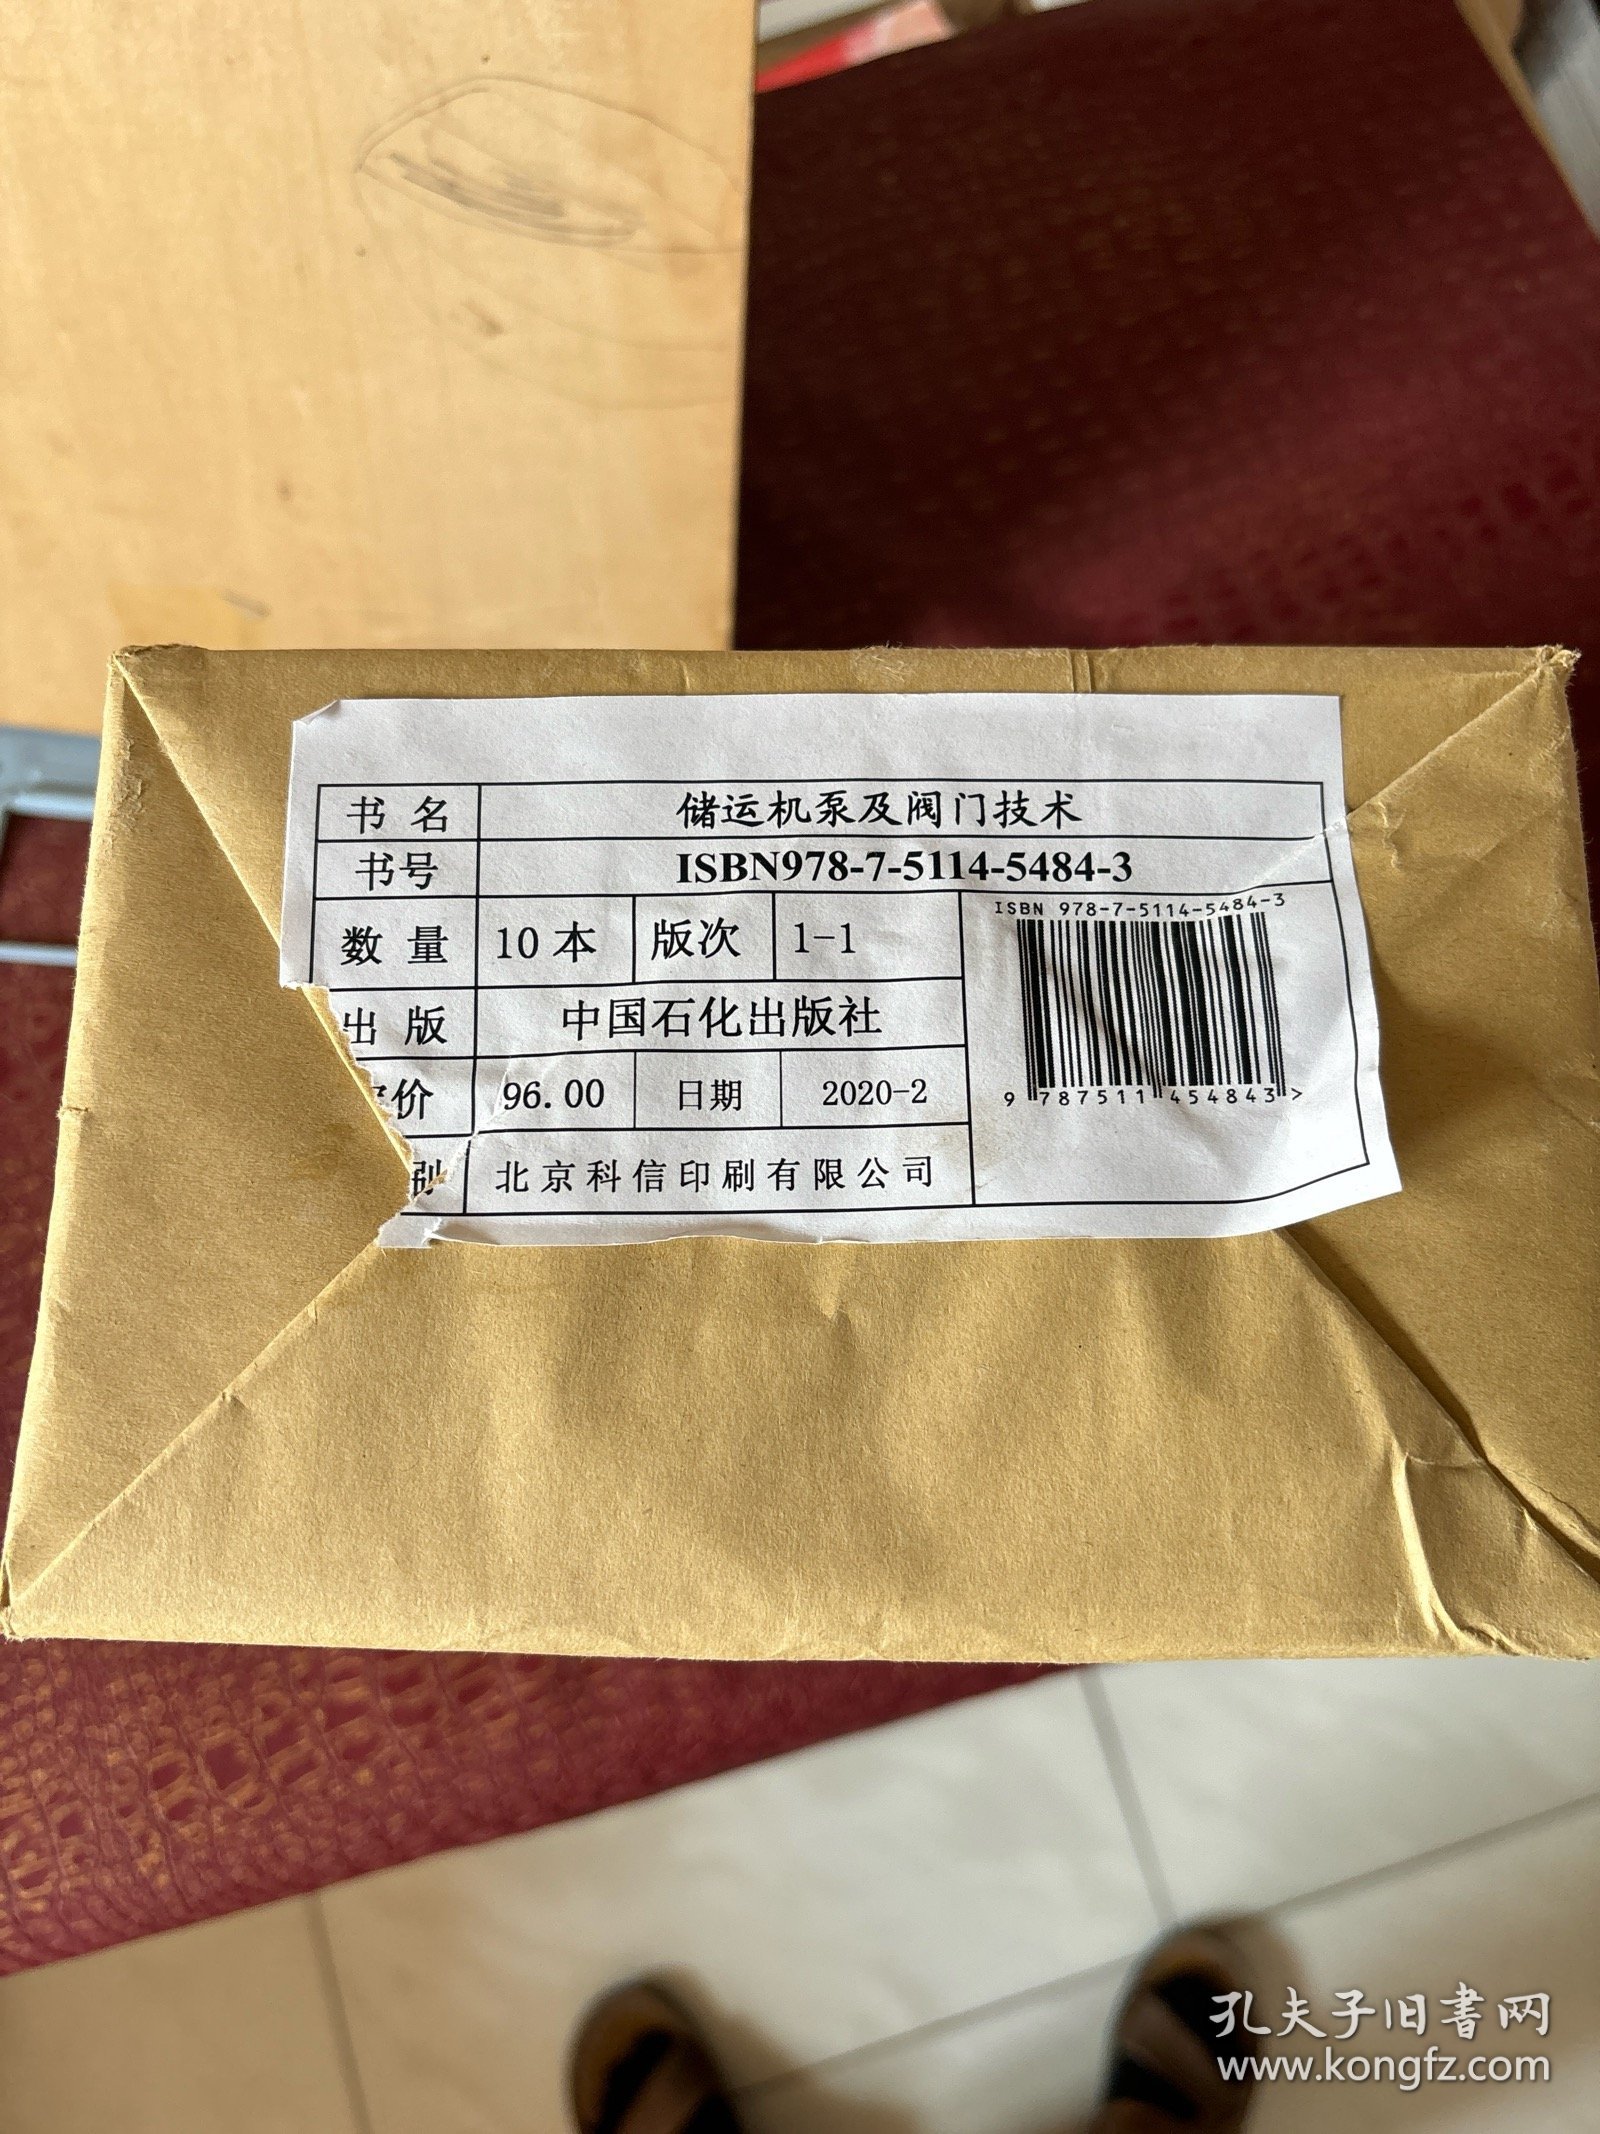 书 名 储运机泵及阀门技术
书号 ISBN978-7-5114-5484-3
数 量 10 本 版次 1-1
ISBN 978-7-5114-5484-3
出 版 中国石化出版社
价 96.00 日期 2020-2
9 787511 454843 >
北京科信印刷有限公司
孔夫子旧书网
www.kongfz.com